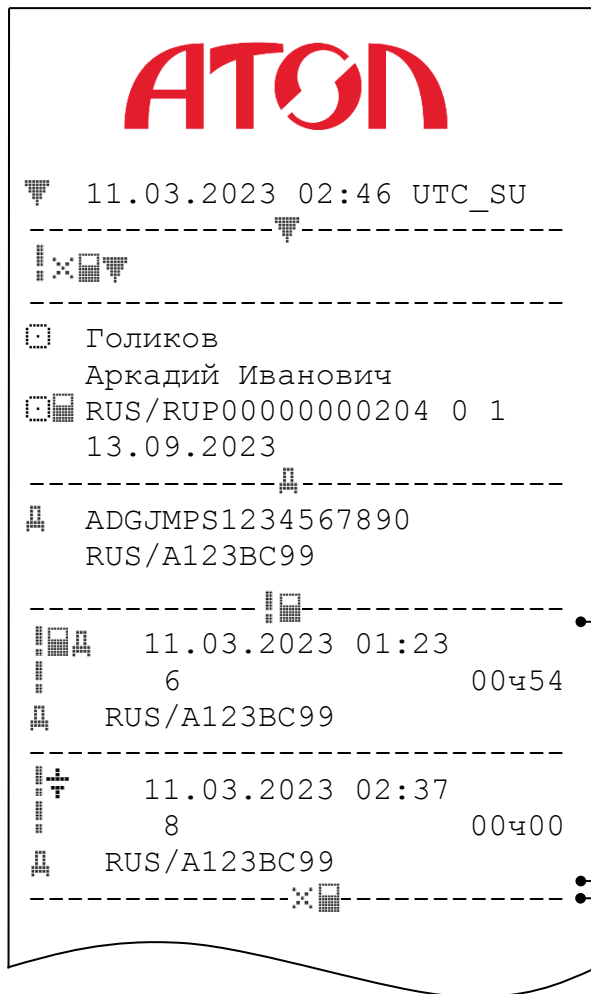 АТОЛ
11.03.2023 02:46 UTC_SU
Голиков
Аркадий Иванович
RUS/RUP00000000204 0 1
13.09.2023
ADGJMPS1234567890
RUS/A123BC99
11.03.2023 01:23
6 00ч54
RUS/A123BC99
11.03.2023 02:37
8 00ч00
RUS/A123BC99